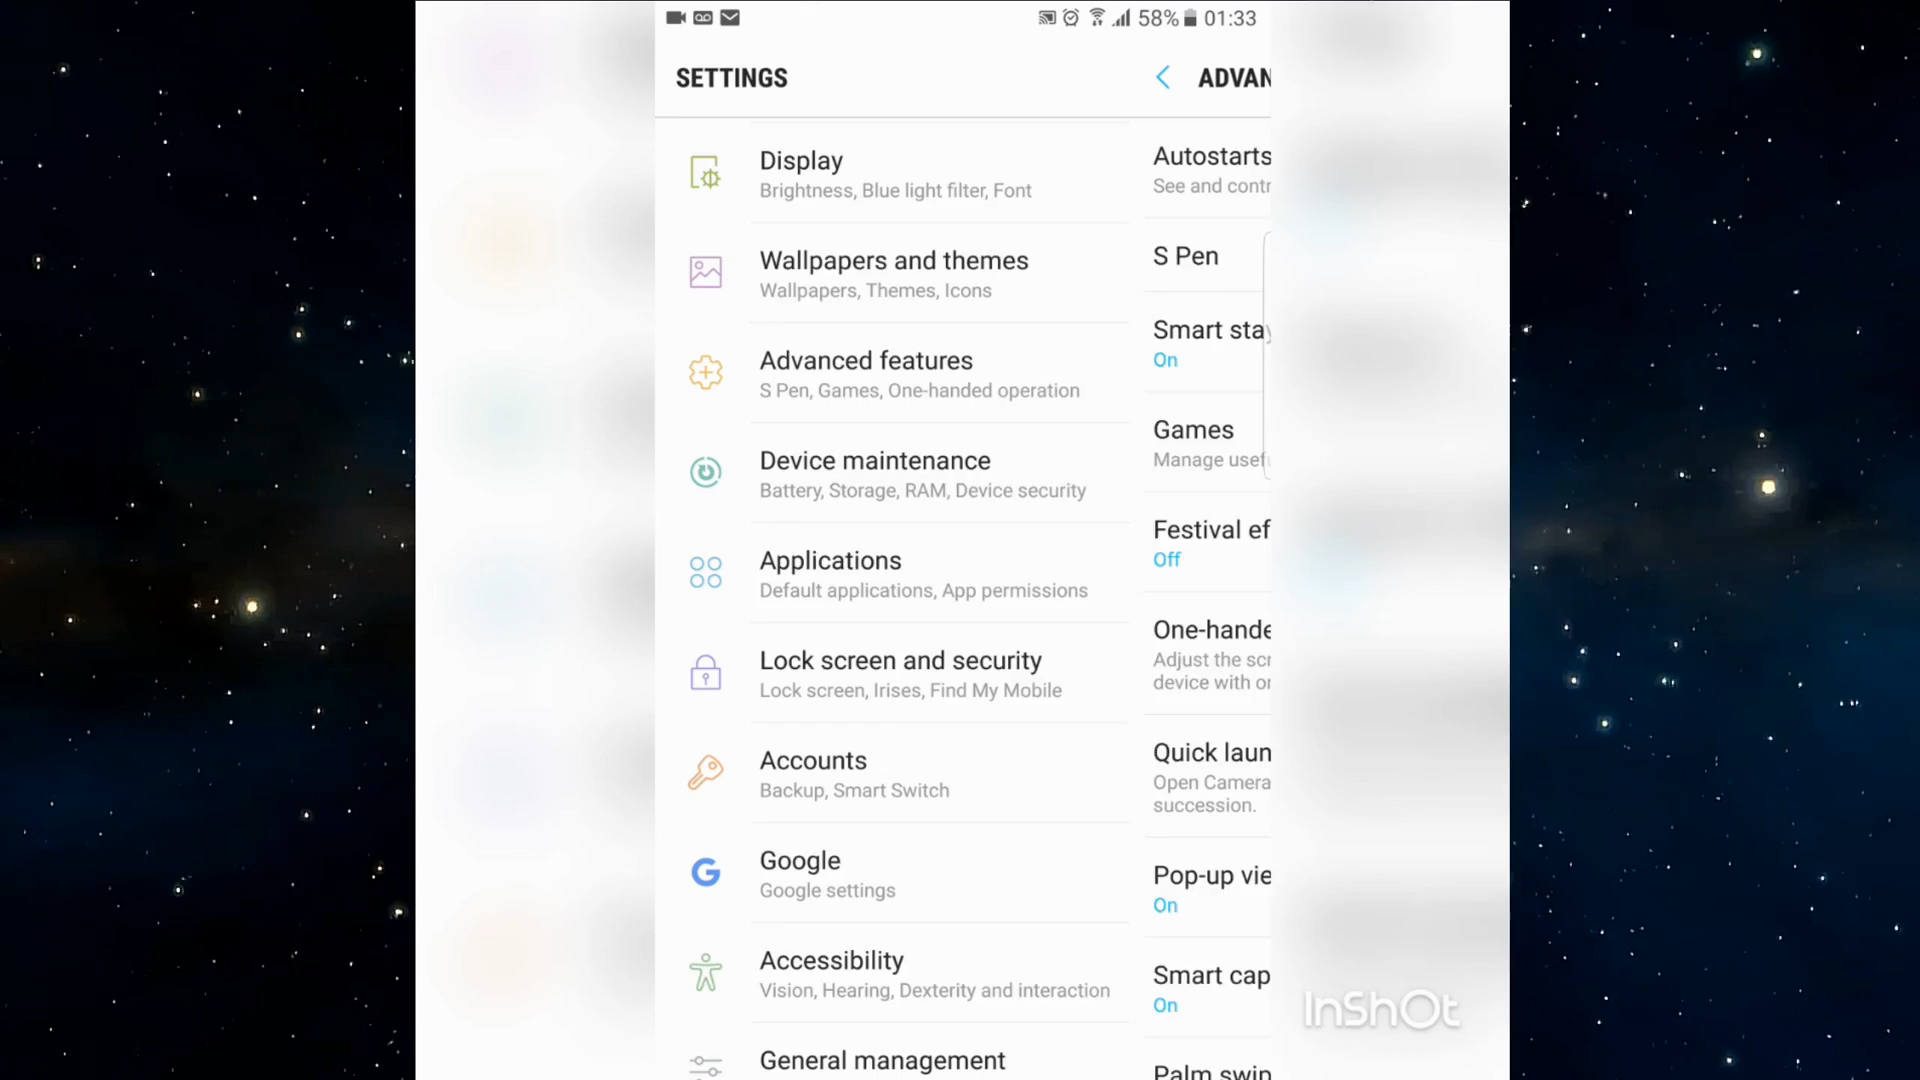 58% 01:33
SETTINGS
Display
Brightness, Blue light filter, Font
Wallpapers and themes
Wallpapers, Themes, Icons
Advanced features
S Pen, Games, One-handed operation
Device maintenance
Battery, Storage, RAM, Device security
Applications
Default applications, App permissions
Lock screen and security
Lock screen, Irises, Find My Mobile
Accounts
Backup, Smart Switch
Google
Google settings
Accessibility
Vision, Hearing, Dexterity and interaction
General management
ADVAN
Autostarts
See and contr
S Pen
Smart stay
On
Games
Manage usef
Festival ef
Off
One-hande
Adjust the scr
device with on
Quick laun
Open Camera
succession.
Pop-up vie
On
Smart cap
On
Palm swip
InShOt